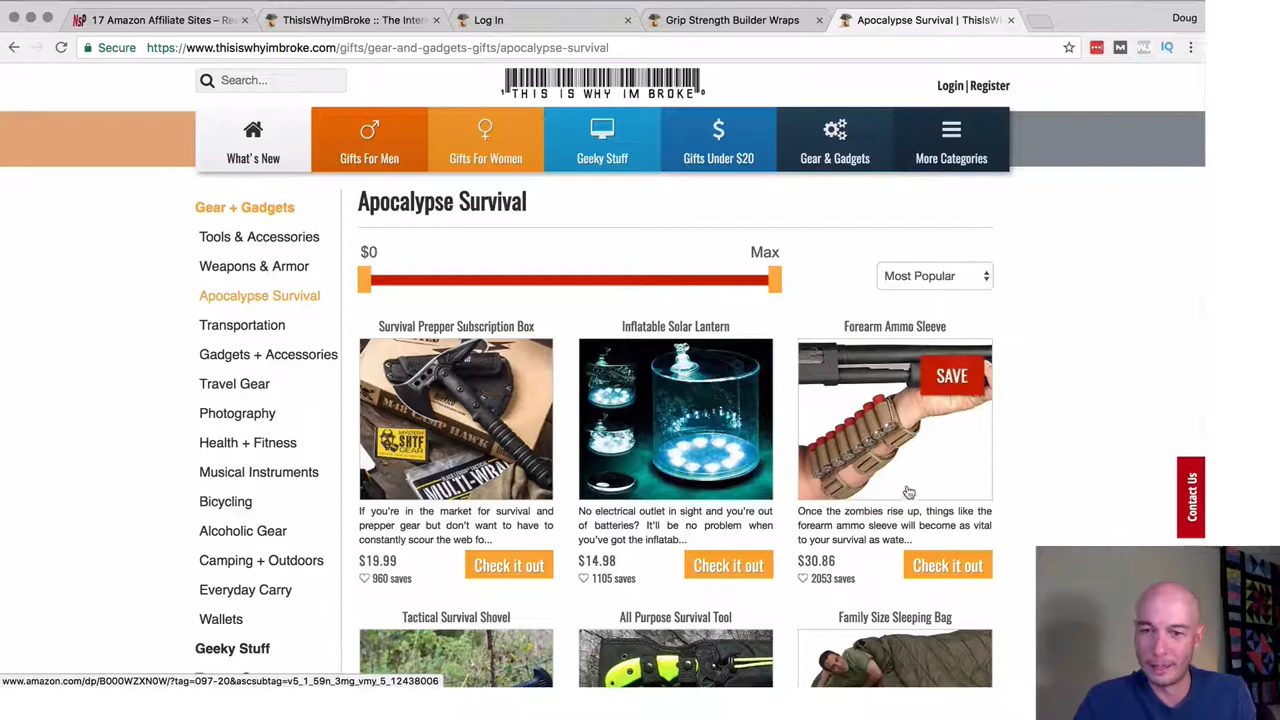 17 Amazon Affiliate Sites – Re
ThisIsWhyImBroke :: The Inter
Log In
Grip Strength Builder Wraps
Apocalypse Survival | ThisIsW
Doug
Secure
https://www.thisiswhyimbroke.com/gifts/gear-and-gadgets-gifts/apocalypse-survival
Search...
THIS IS WHY IM BROKE
Login | Register
What's New
Gifts For Men
Gifts For Women
Geeky Stuff
Gifts Under $20
Gear & Gadgets
More Categories
Gear + Gadgets
Tools & Accessories
Weapons & Armor
Apocalypse Survival
Transportation
Gadgets + Accessories
Travel Gear
Photography
Health + Fitness
Musical Instruments
Bicycling
Alcoholic Gear
Camping + Outdoors
Everyday Carry
Wallets
Geeky Stuff
Apocalypse Survival
$0
Max
Most Popular
Survival Prepper Subscription Box
MYSTERY
SHTF
GEAR
MULTI-WRA
If you're in the market for survival and
prepper gear but don't want to have to
constantly scour the web fo...
$19.99
960 saves
Check it out
Inflatable Solar Lantern
No electrical outlet in sight and you're out
of batteries? It'll be no problem when
you've got the inflatab...
$14.98
1105 saves
Check it out
Forearm Ammo Sleeve
SAVE
Once the zombies rise up, things like the
forearm ammo sleeve will become as vital
to your survival as wate...
$30.86
2053 saves
Check it out
Tactical Survival Shovel
All Purpose Survival Tool
Family Size Sleeping Bag
Contact Us
www.amazon.com/dp/B000WZXN0W/?tag=097-20&ascsubtag=v5_1_59n_3mg_vmy_5_12438006